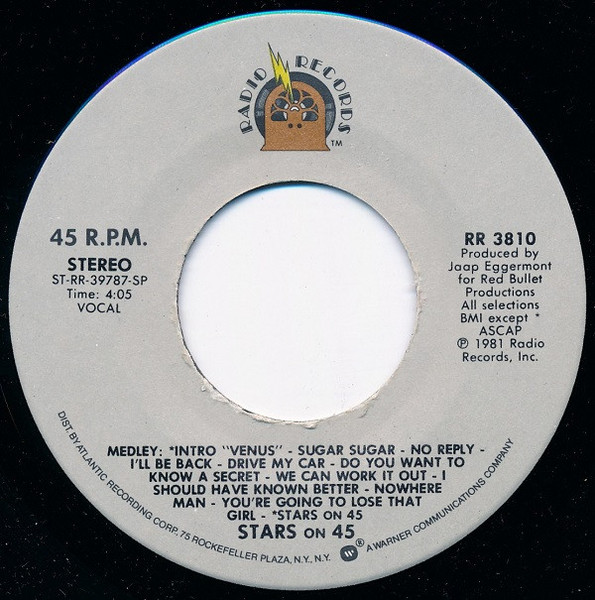 RADIO RECORDS
TM
45 R.P.M.
STEREO
ST-RR-39787-SP
Time: 4:05
VOCAL
RR 3810
Produced by
Jaap Eggermont
for Red Bullet
Productions
All selections
BMI except *
ASCAP
℗ 1981 Radio
Records, Inc.
MEDLEY: *INTRO "VENUS" - SUGAR SUGAR - NO REPLY -
I'LL BE BACK - DRIVE MY CAR - DO YOU WANT TO
KNOW A SECRET - WE CAN WORK IT OUT - I
SHOULD HAVE KNOWN BETTER - NOWHERE
MAN - YOU'RE GOING TO LOSE THAT
GIRL - *STARS ON 45
STARS ON 45
DIST. BY ATLANTIC RECORDING CORP., 75 ROCKEFELLER PLAZA, N.Y., N.Y. W® A WARNER COMMUNICATIONS COMPANY